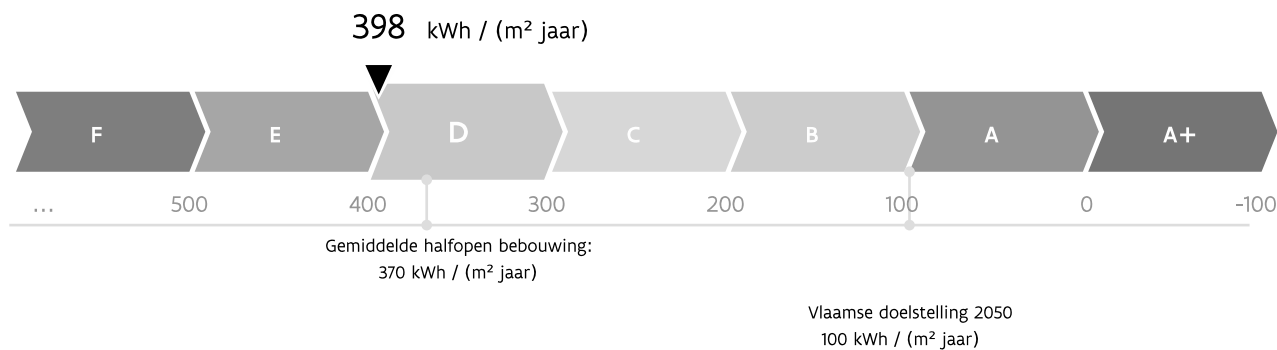 398 kWh / (m² jaar)
F E D C B A A+
... 500 400 300 200 100 0 -100
Gemiddelde halfopen bebouwing:
370 kWh / (m² jaar)
Vlaamse doelstelling 2050
100 kWh / (m² jaar)